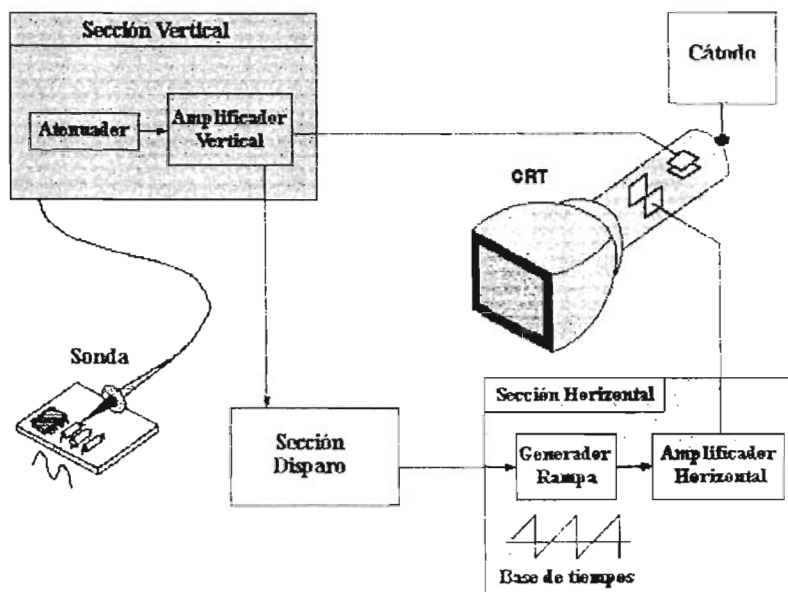 Sección Vertical
Cátodo
Atenuador
Amplificador
Vertical
CRT
Sonda
Sección
Disparo
Sección Horizontal
Generador
Rampa
Amplificador
Horizontal
Base de tiempos